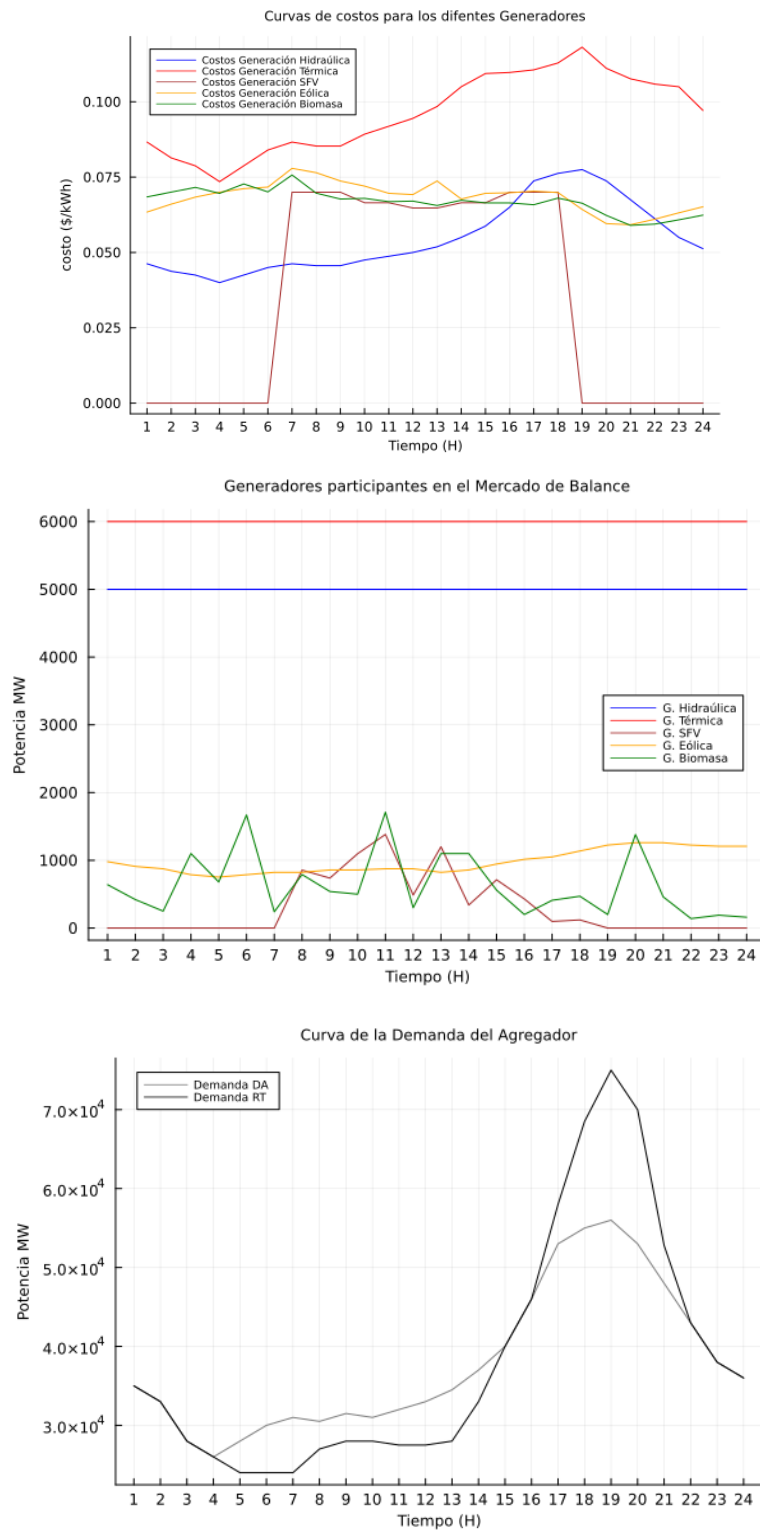 Curvas de costos para los difentes Generadores
Costos Generación Hidraúlica
Costos Generación Térmica
Costos Generación SFV
Costos Generación Eólica
Costos Generación Biomasa
costo ($/kWh)
0.100
0.075
0.050
0.025
0.000
1 2 3 4 5 6 7 8 9 10 11 12 13 14 15 16 17 18 19 20 21 22 23 24
Tiempo (H)
Generadores participantes en el Mercado de Balance
Potencia MW
6000
5000
4000
3000
2000
1000
0
G. Hidraúlica
G. Térmica
G. SFV
G. Eólica
G. Biomasa
1 2 3 4 5 6 7 8 9 10 11 12 13 14 15 16 17 18 19 20 21 22 23 24
Tiempo (H)
Curva de la Demanda del Agregador
Demanda DA
Demanda RT
Potencia MW
7.0×10⁴
6.0×10⁴
5.0×10⁴
4.0×10⁴
3.0×10⁴
1 2 3 4 5 6 7 8 9 10 11 12 13 14 15 16 17 18 19 20 21 22 23 24
Tiempo (H)